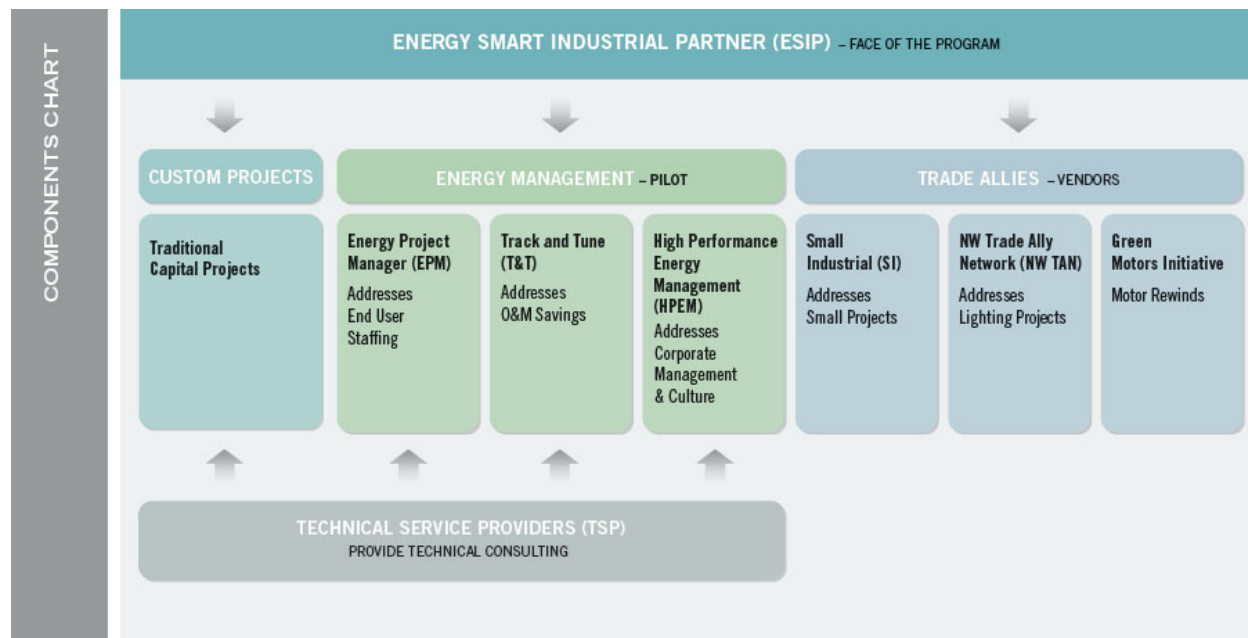 COMPONENTS CHART
ENERGY SMART INDUSTRIAL PARTNER (ESIP) – FACE OF THE PROGRAM
CUSTOM PROJECTS
Traditional
Capital Projects
ENERGY MANAGEMENT – PILOT
Energy Project
Manager (EPM)
Addresses
End User
Staffing
Track and Tune
(T&T)
Addresses
O&M Savings
High Performance
Energy
Management
(HPEM)
Addresses
Corporate
Management
& Culture
TRADE ALLIES – VENDORS
Small
Industrial (SI)
Addresses
Small Projects
NW Trade Ally
Network (NW TAN)
Addresses
Lighting Projects
Green
Motors Initiative
Motor Rewinds
TECHNICAL SERVICE PROVIDERS (TSP)
PROVIDE TECHNICAL CONSULTING